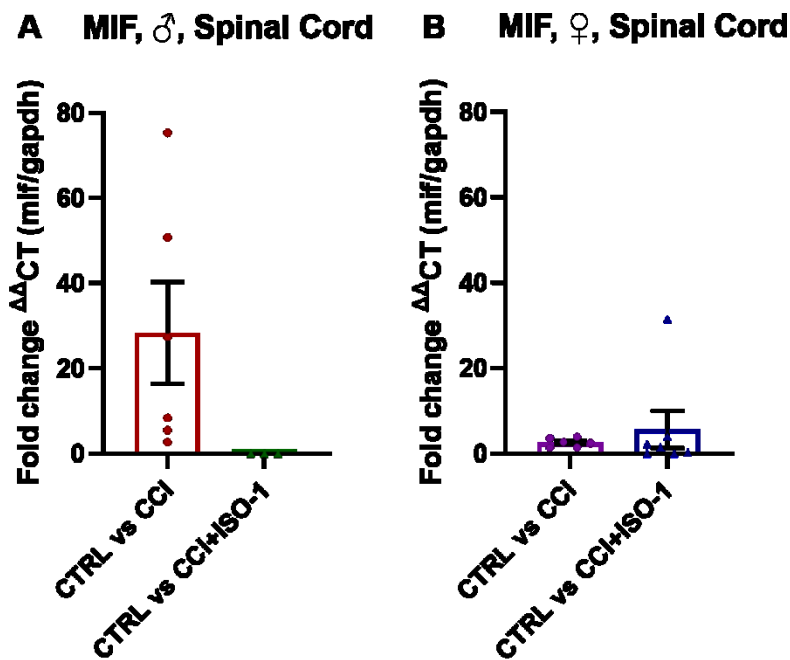 A MIF, ♂, Spinal Cord
Fold change ΔΔCT (mif/gapdh)
80
60
40
20
0
CTRL vs CCI
CTRL vs CCI+ISO-1
B MIF, ♀, Spinal Cord
Fold change ΔΔCT (mif/gapdh)
80
60
40
20
0
CTRL vs CCI
CTRL vs CCI+ISO-1